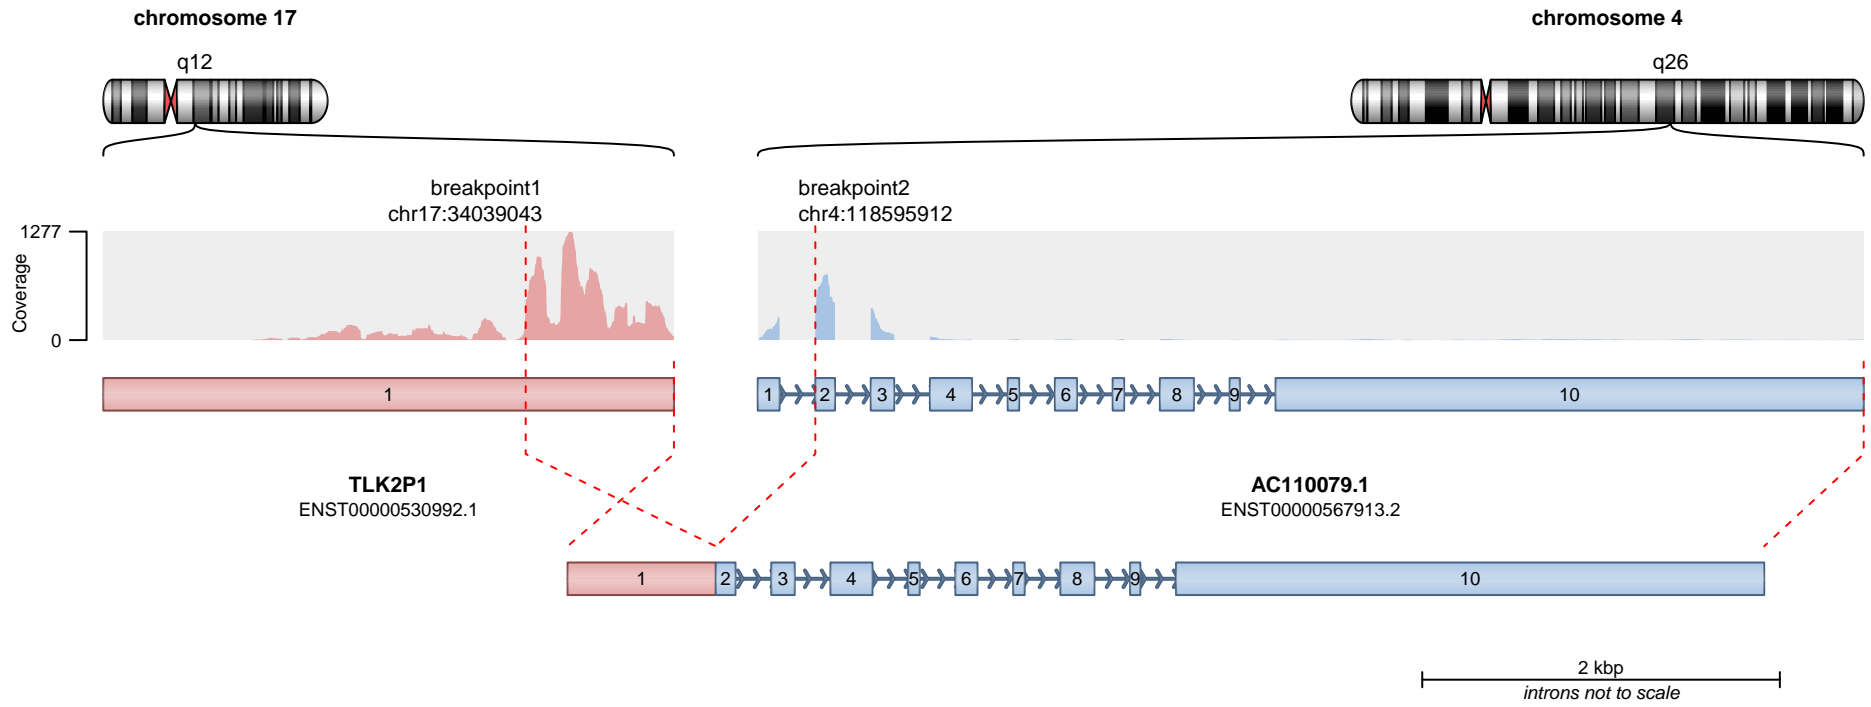 chromosome 17
chromosome 4
q12
q26
breakpoint1
chr17:34039043
breakpoint2
chr4:118595912
1277
Coverage
0
1
1 2 3 4 5 6 7 8 9 10
TLK2P1
ENST00000530992.1
AC110079.1
ENST00000567913.2
1 2 3 4 5 6 7 8 9 10
2 kbp
introns not to scale